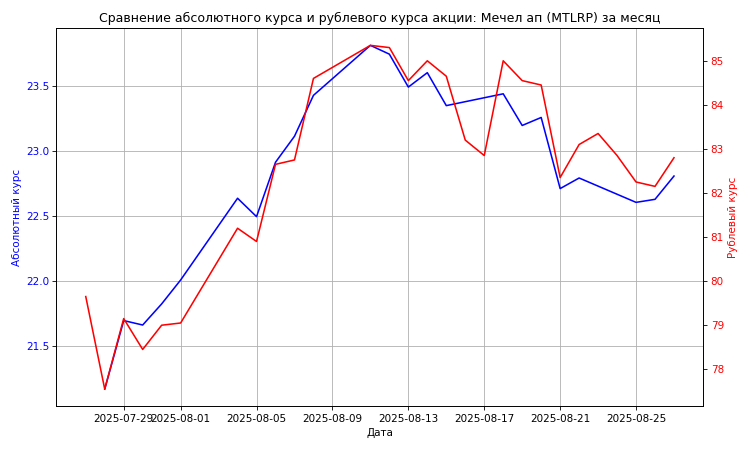 Сравнение абсолютного курса и рублевого курса акции: Мечел ап (MTLRP) за месяц
Абсолютный курс
23.5
23.0
22.5
22.0
21.5
85
84
83
82
81
80
79
78
Рублевый курс
2025-07-29 2025-08-01 2025-08-05 2025-08-09 2025-08-13 2025-08-17 2025-08-21 2025-08-25
Дата